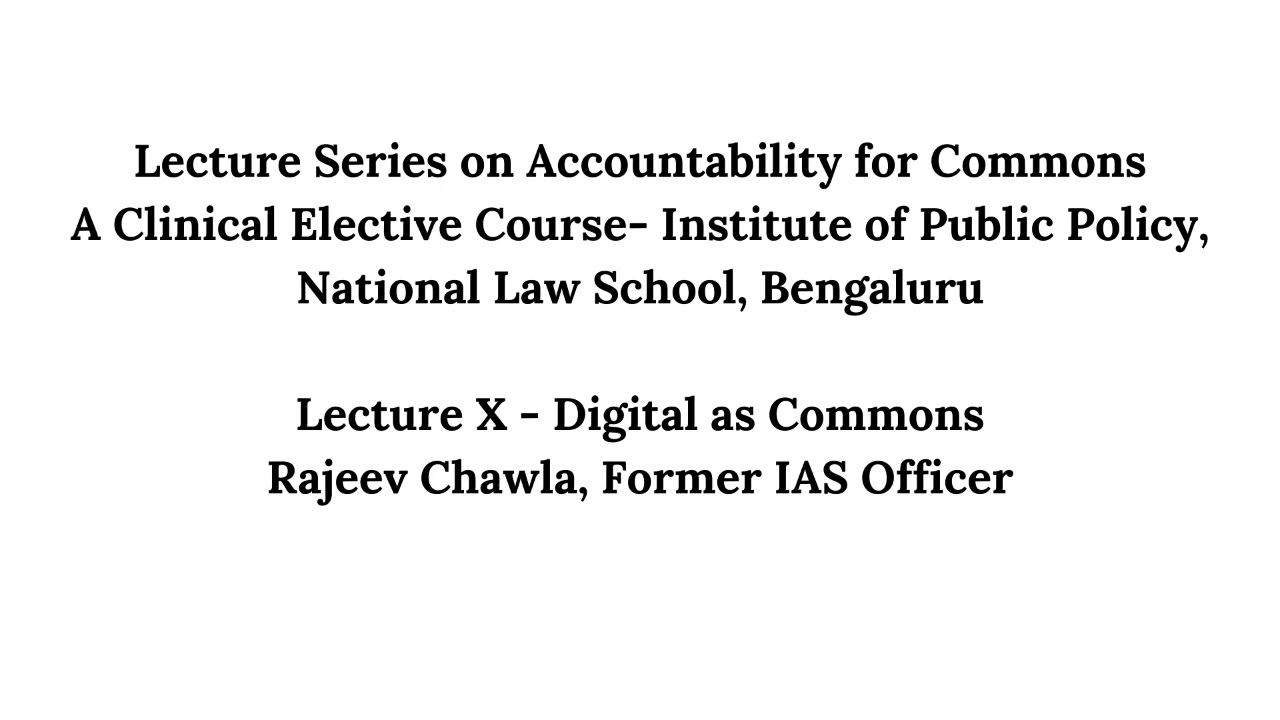 Lecture Series on Accountability for Commons
A Clinical Elective Course- Institute of Public Policy,
National Law School, Bengaluru
Lecture X - Digital as Commons
Rajeev Chawla, Former IAS Officer